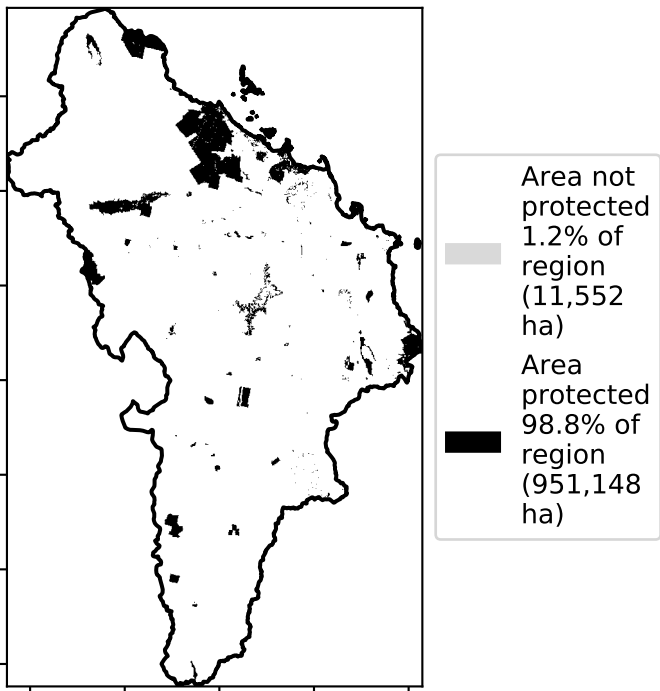 Area not
protected
1.2% of
region
(11,552
ha)
Area
protected
98.8% of
region
(951,148
ha)